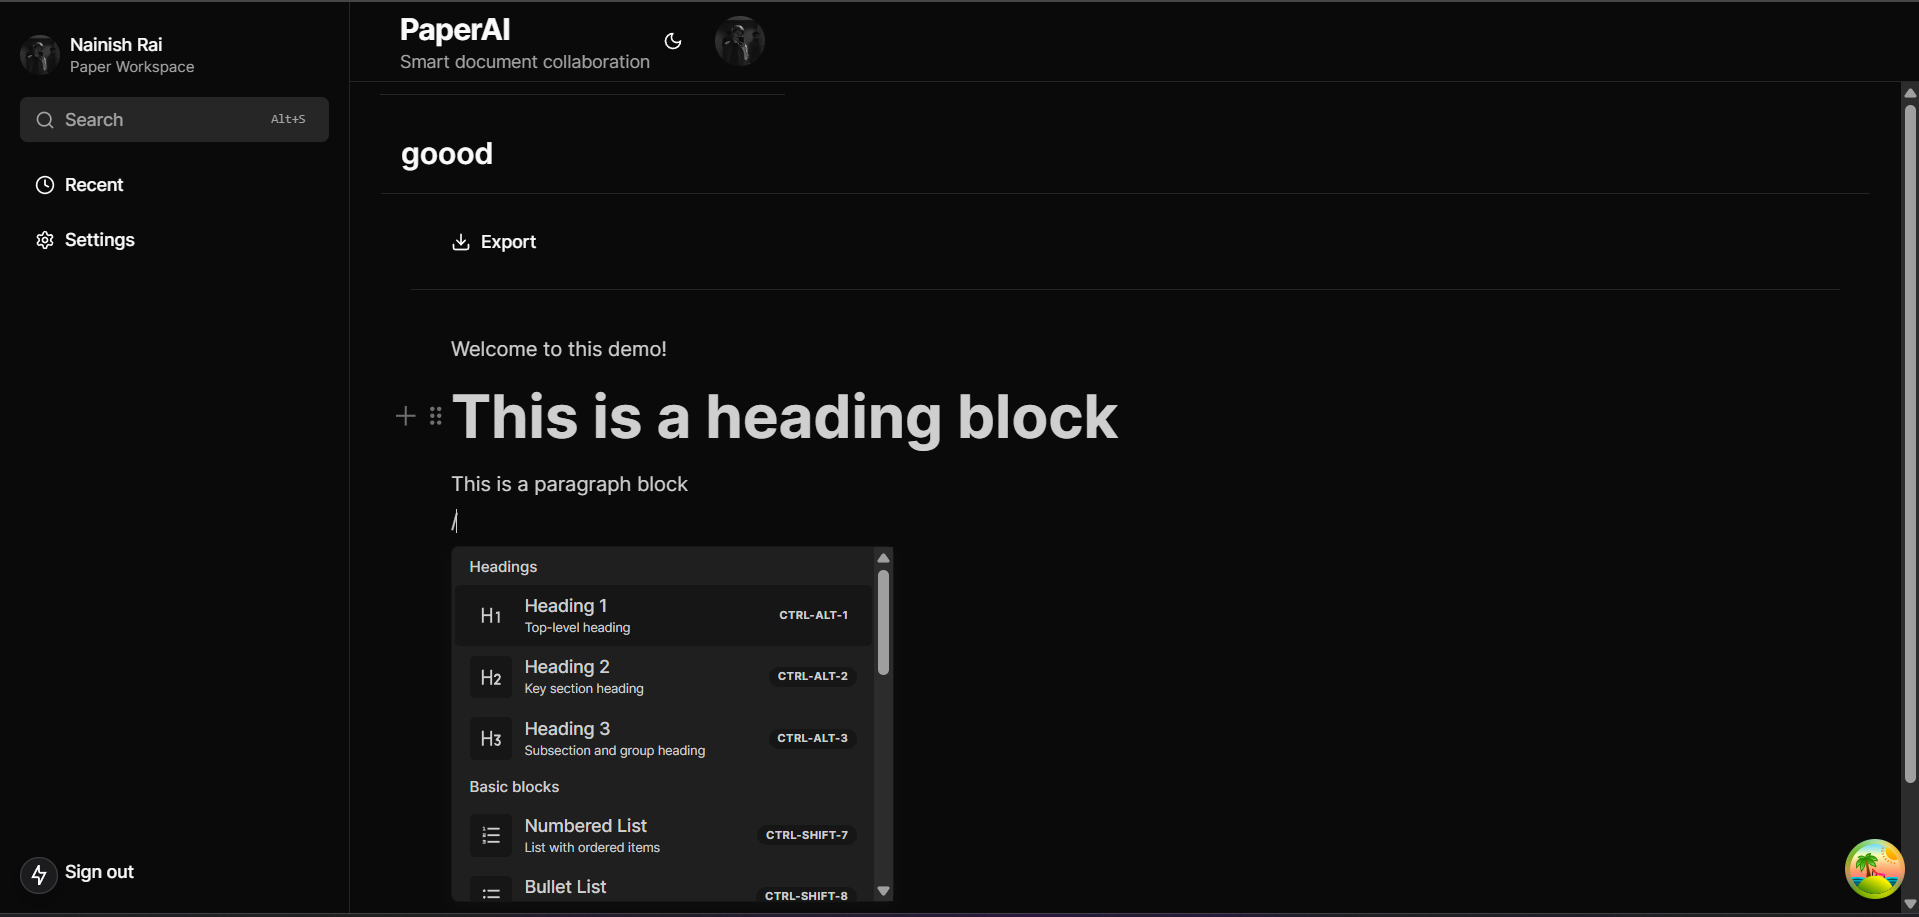 Nainish Rai
Paper Workspace
Search Alt+S
Recent
Settings
Sign out
PaperAI
Smart document collaboration
goood
Export
Welcome to this demo!
This is a heading block
This is a paragraph block
/
Headings
H1 Heading 1 CTRL-ALT-1
Top-level heading
H2 Heading 2 CTRL-ALT-2
Key section heading
H3 Heading 3 CTRL-ALT-3
Subsection and group heading
Basic blocks
Numbered List CTRL-SHIFT-7
List with ordered items
Bullet List CTRL-SHIFT-8